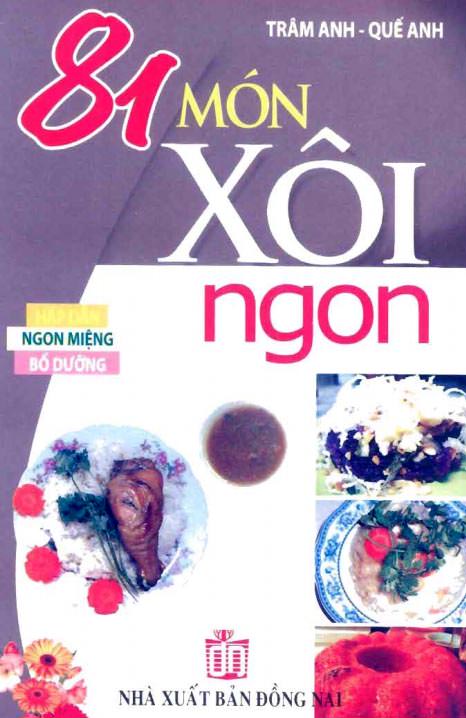 TRÂM ANH - QUẾ ANH
81 MÓN
XÔI
ngon
HẤP DẪN
NGON MIỆNG
BỔ DƯỠNG
NHÀ XUẤT BẢN ĐỒNG NAI